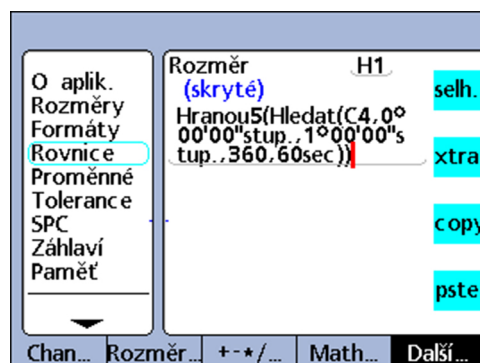 O aplik.
Rozměry
Formáty
Rovnice
Proměnné
Tolerance
SPC
Záhlaví
Paměť
Rozměr H1
(skryté)
Hranou5(Hledat(C4,0°
00'00"stup.,1°00'00"s
tup.,360,60sec))
selh.
xtra
copy
pste
Chan... Rozměr... +-*/... Math... Další...